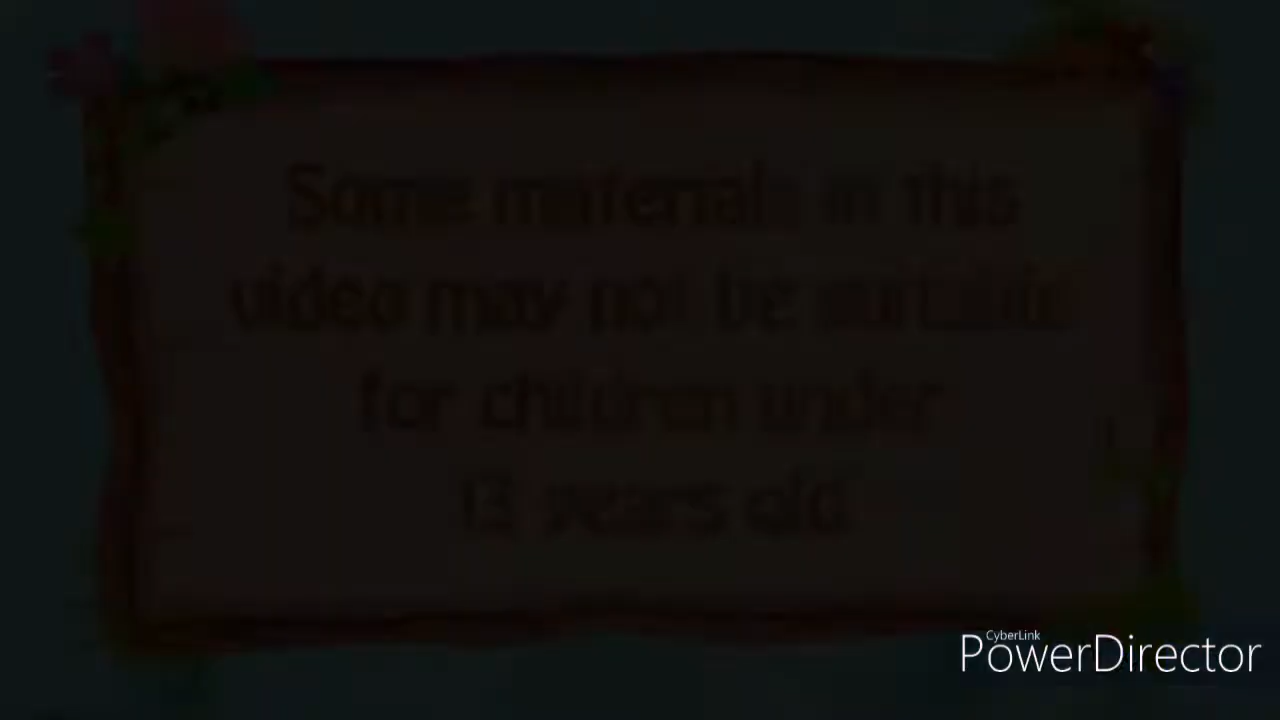 Some materials in this
video may not be suitable
for children under
13 years old
CyberLink
PowerDirector